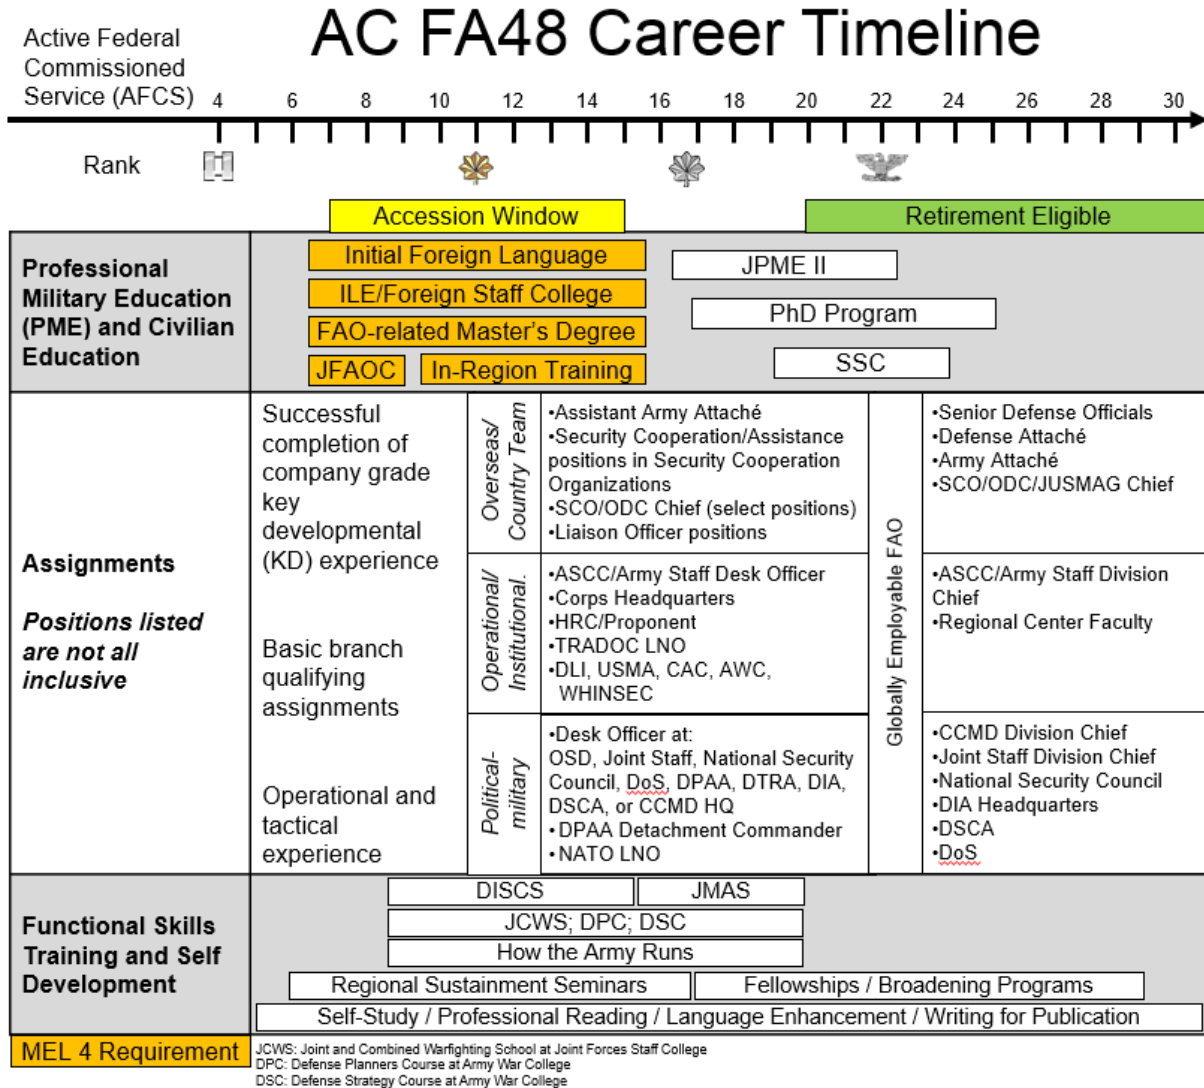 AC FA48 Career Timeline
Active Federal
Commissioned
Service (AFCS)
4 6 8 10 12 14 16 18 20 22 24 26 28 30
Rank
Accession Window
Retirement Eligible
Professional
Military Education
(PME) and Civilian
Education
Initial Foreign Language
ILE/Foreign Staff College
FAO-related Master's Degree
JFAOC
In-Region Training
JPME II
PhD Program
SSC
Assignments
Positions listed
are not all
inclusive
Successful
completion of
company grade
key
developmental
(KD) experience
Basic branch
qualifying
assignments
Operational and
tactical
experience
Overseas/
Country Team
•Assistant Army Attaché
•Security Cooperation/Assistance
positions in Security Cooperation
Organizations
•SCO/ODC Chief (select positions)
•Liaison Officer positions
Operational/
Institutional.
•ASCC/Army Staff Desk Officer
•Corps Headquarters
•HRC/Proponent
•TRADOC LNO
•DLI, USMA, CAC, AWC,
WHINSEC
Political-
military
•Desk Officer at:
OSD, Joint Staff, National Security
Council, DoS, DPAA, DTRA, DIA,
DSCA, or CCMD HQ
•DPAA Detachment Commander
•NATO LNO
Globally Employable FAO
•Senior Defense Officials
•Defense Attaché
•Army Attaché
•SCO/ODC/JUSMAG Chief
•ASCC/Army Staff Division
Chief
•Regional Center Faculty
•CCMD Division Chief
•Joint Staff Division Chief
•National Security Council
•DIA Headquarters
•DSCA
•DoS
Functional Skills
Training and Self
Development
DISCS
JMAS
JCWS; DPC; DSC
How the Army Runs
Regional Sustainment Seminars
Fellowships / Broadening Programs
Self-Study / Professional Reading / Language Enhancement / Writing for Publication
MEL 4 Requirement
JCWS: Joint and Combined Warfighting School at Joint Forces Staff College
DPC: Defense Planners Course at Army War College
DSC: Defense Strategy Course at Army War College